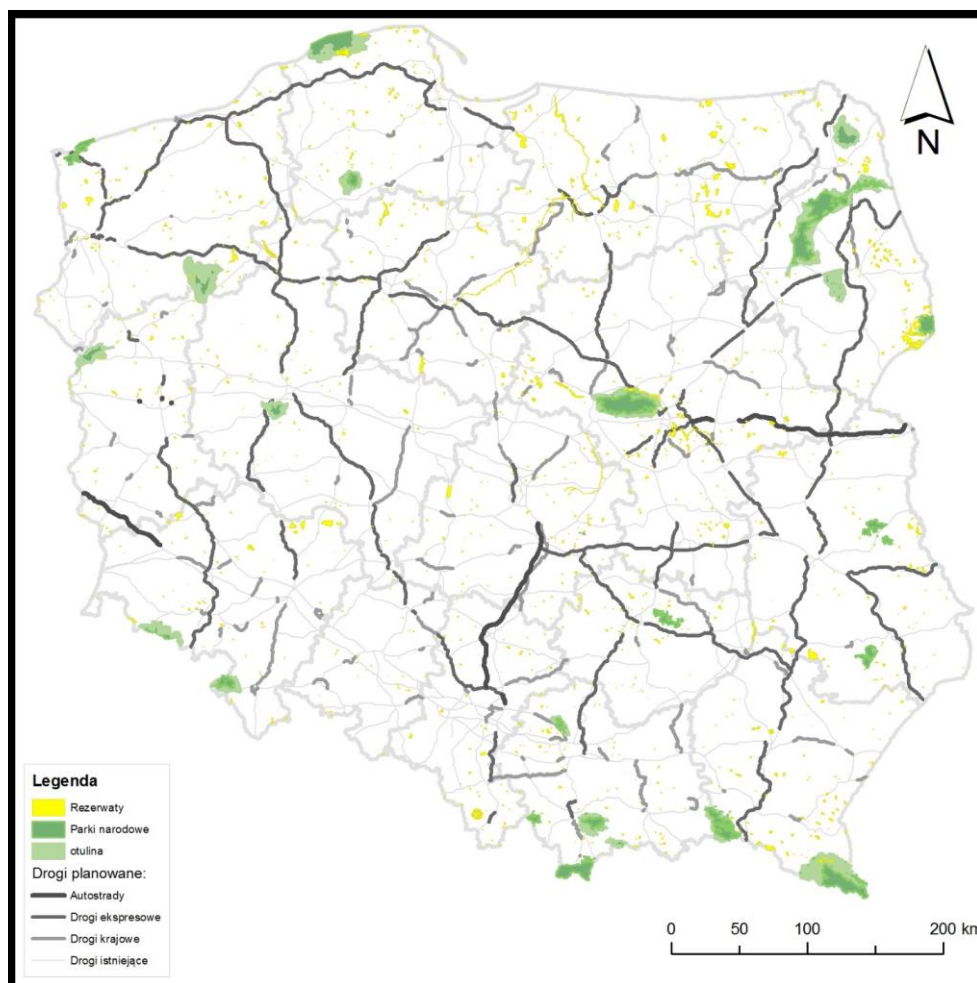 N
Legenda
Rezerwaty
Parki narodowe
otulina
Drogi planowane:
Autostrady
Drogi ekspresowe
Drogi krajowe
Drogi istniejące
0 50 100 200 km